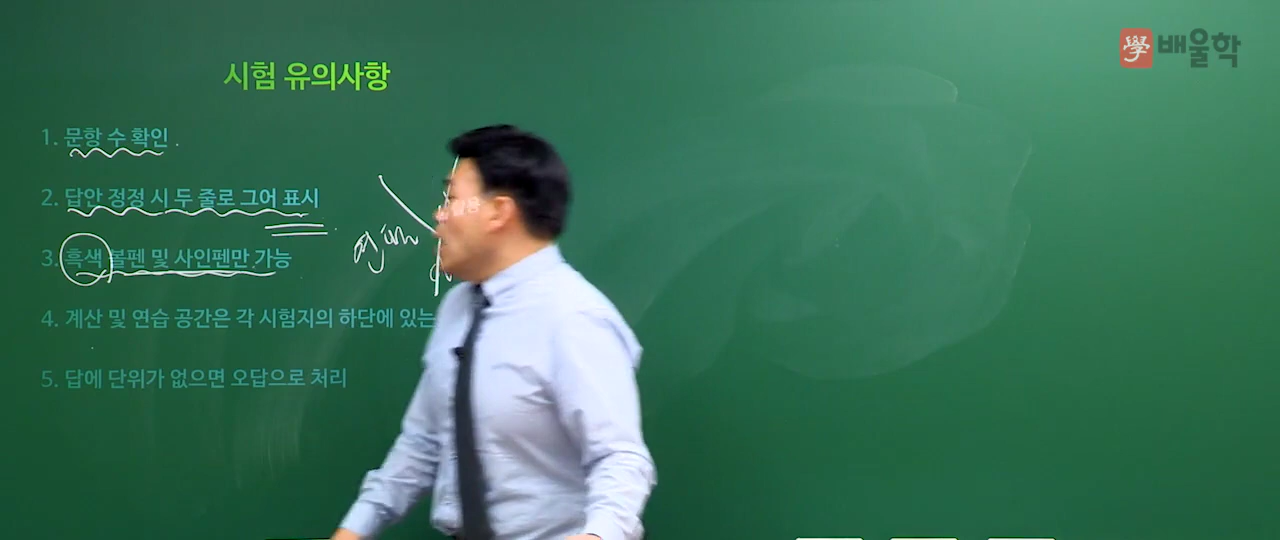 學 배울학
시험 유의사항
1. 문항 수 확인
2. 답안 정정 시 두 줄로 그어 표시
3. 흑색 볼펜 및 사인펜만 가능
4. 계산 및 연습 공간은 각 시험지의 하단에 있는
5. 답에 단위가 없으면 오답으로 처리